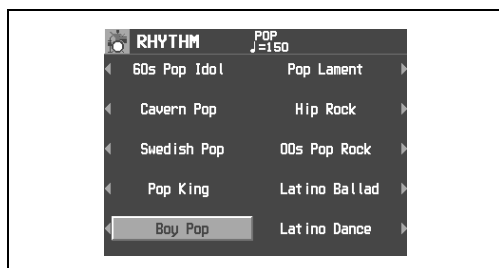 RHYTHM POP
♩=150
60s Pop Idol Pop Lament
Cavern Pop Hip Rock
Swedish Pop 00s Pop Rock
Pop King Latino Ballad
Boy Pop Latino Dance